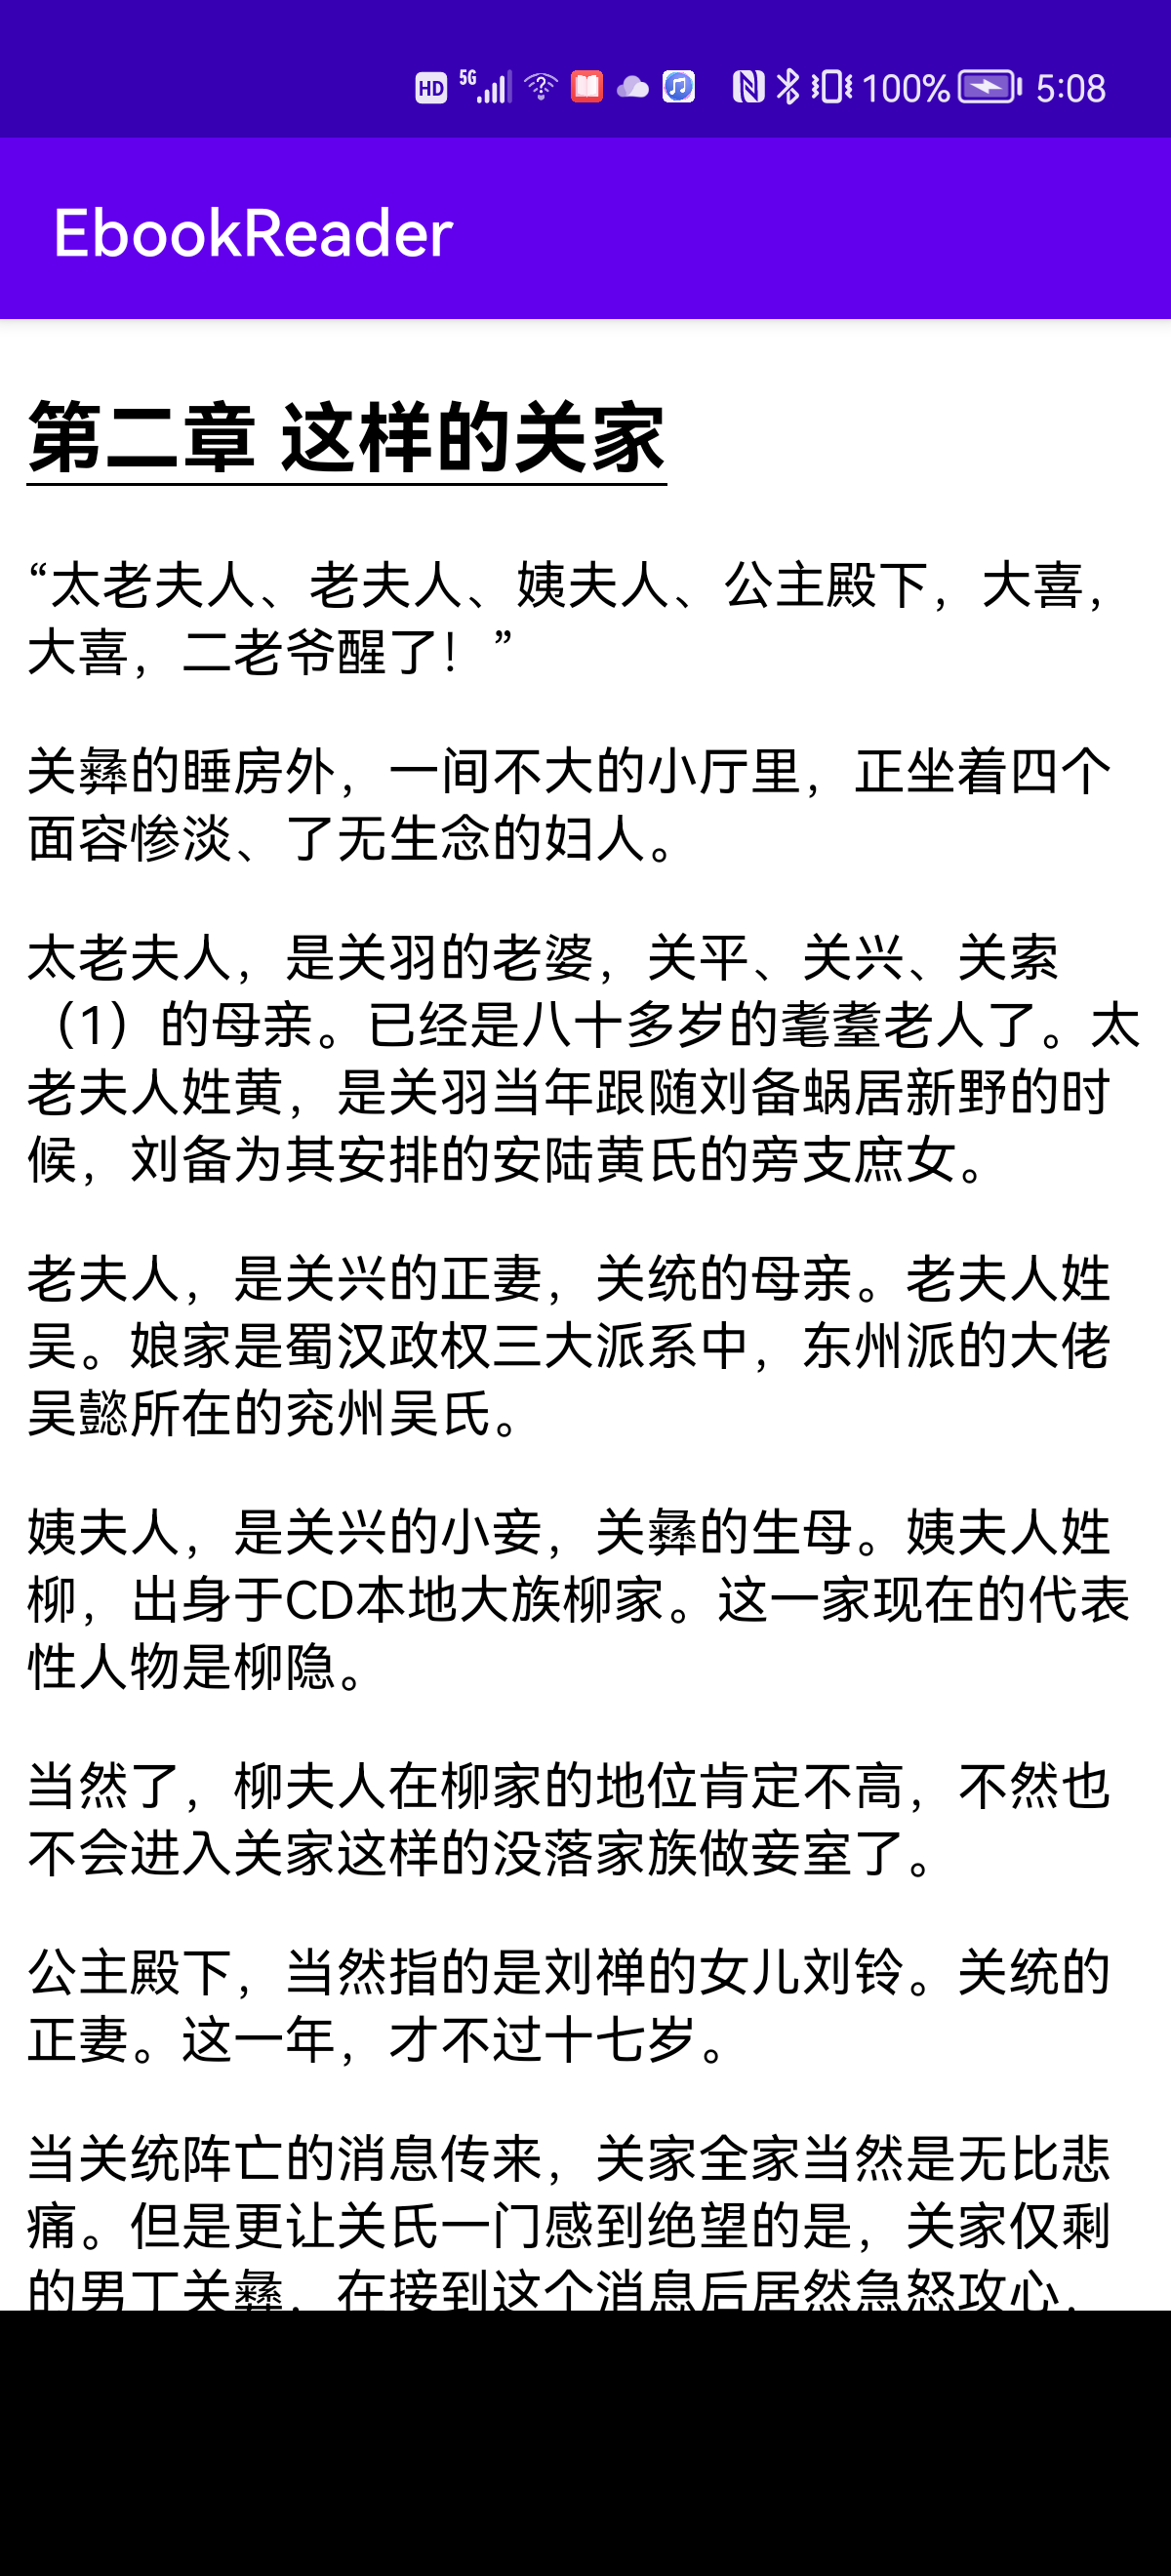 HD 5G 100% 5:08
EbookReader
第二章 这样的关家
“太老夫人、老夫人、姨夫人、公主殿下，大喜，
大喜，二老爷醒了！”
关彝的睡房外，一间不大的小厅里，正坐着四个
面容惨淡、了无生念的妇人。
太老夫人，是关羽的老婆，关平、关兴、关索
（1）的母亲。已经是八十多岁的耄耋老人了。太
老夫人姓黄，是关羽当年跟随刘备蜗居新野的时
候，刘备为其安排的安陆黄氏的旁支庶女。
老夫人，是关兴的正妻，关统的母亲。老夫人姓
吴。娘家是蜀汉政权三大派系中，东州派的大佬
吴懿所在的兖州吴氏。
姨夫人，是关兴的小妾，关彝的生母。姨夫人姓
柳，出身于CD本地大族柳家。这一家现在的代表
性人物是柳隐。
当然了，柳夫人在柳家的地位肯定不高，不然也
不会进入关家这样的没落家族做妾室了。
公主殿下，当然指的是刘禅的女儿刘铃。关统的
正妻。这一年，才不过十七岁。
当关统阵亡的消息传来，关家全家当然是无比悲
痛。但是更让关氏一门感到绝望的是，关家仅剩
的男丁关彝，在接到这个消息后居然急怒攻心，